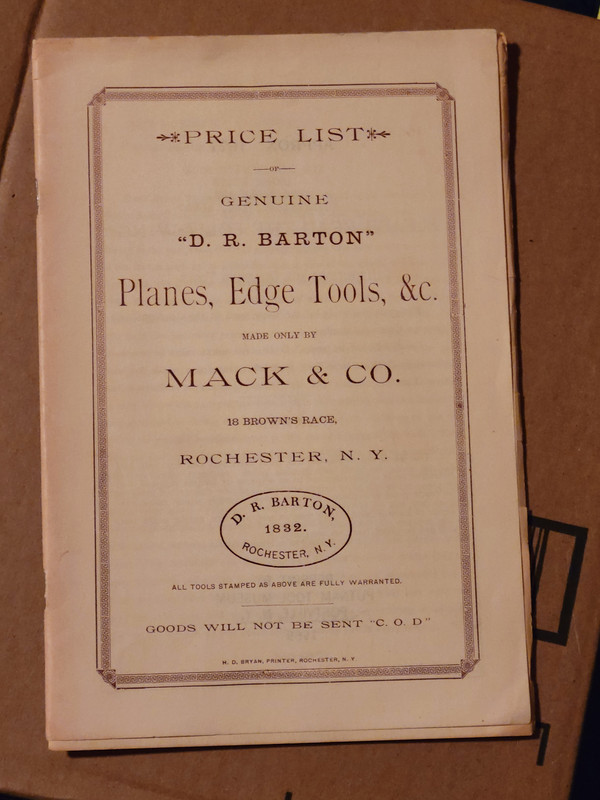 PRICE LIST
OF
GENUINE
"D. R. BARTON"
Planes, Edge Tools, &c.
MADE ONLY BY
MACK & CO.
18 BROWN'S RACE,
ROCHESTER, N. Y.
D. R. BARTON,
1832.
ROCHESTER, N.Y.
ALL TOOLS STAMPED AS ABOVE ARE FULLY WARRANTED.
GOODS WILL NOT BE SENT "C. O. D"
H. D. BRYAN, PRINTER, ROCHESTER, N. Y